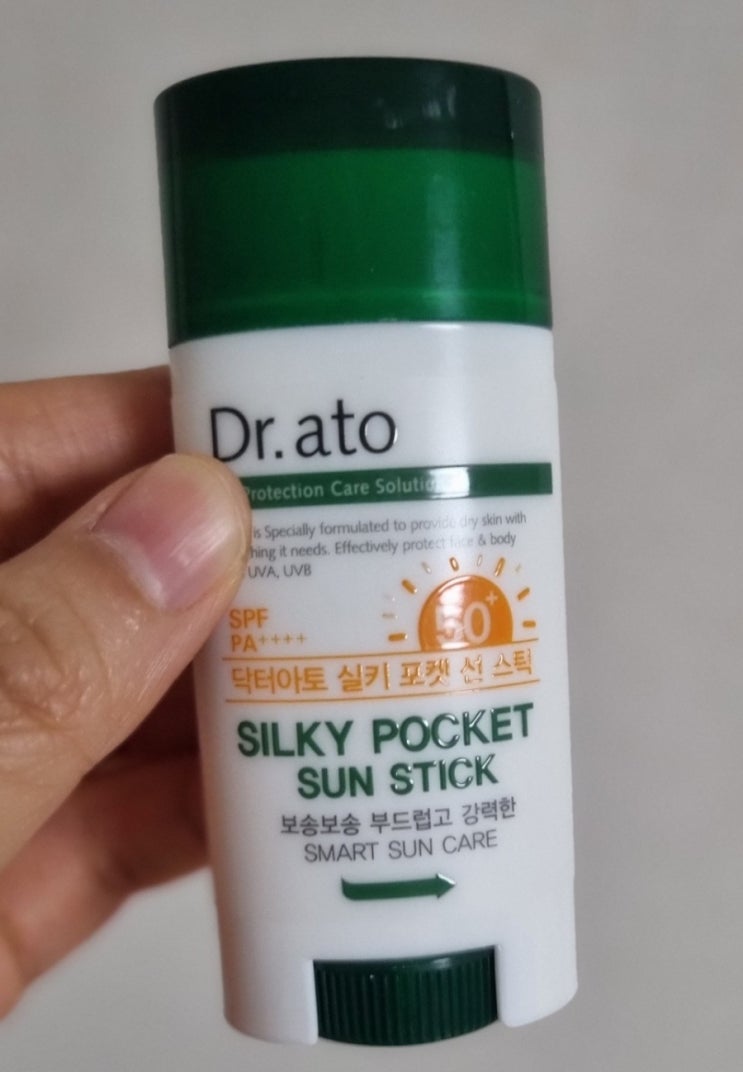 Dr.ato
Protection Care Solution
is Specially formulated to provide dry skin with
it needs. Effectively protect face & body
UVA, UVB
SPF
50+
PA++++
닥터아토 실키 포켓 선 스틱
SILKY POCKET
SUN STICK
보송보송 부드럽고 강력한
SMART SUN CARE